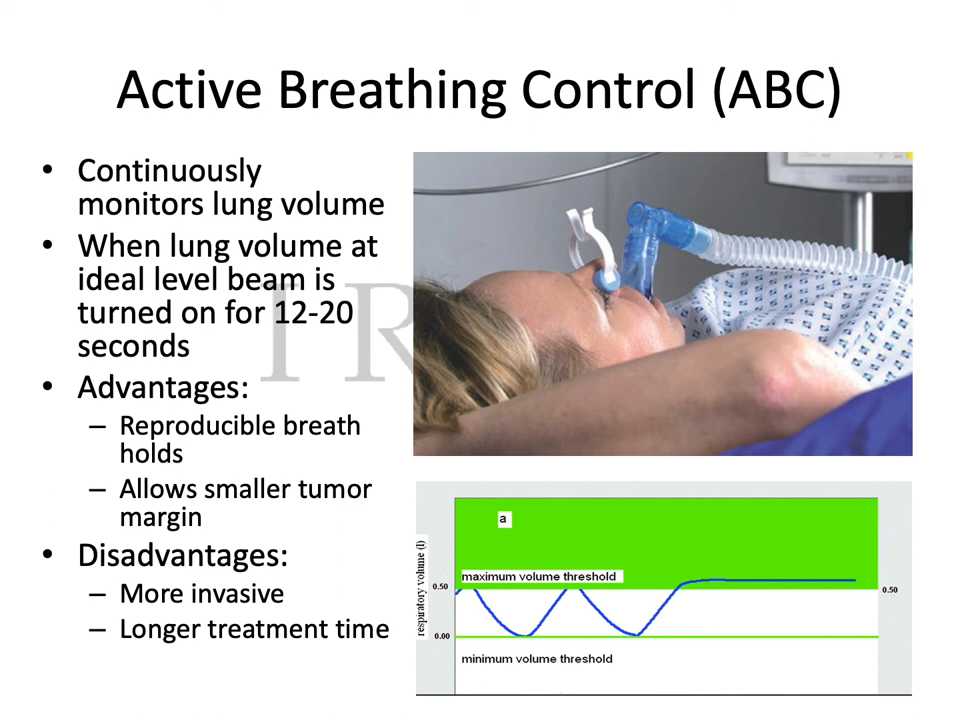 Active Breathing Control (ABC)
• Continuously
monitors lung volume
• When lung volume at
ideal level beam is
turned on for 12-20
seconds
• Advantages:
– Reproducible breath
holds
– Allows smaller tumor
margin
• Disadvantages:
– More invasive
– Longer treatment time
a
maximum volume threshold
respiratory volume (l)
0.50
0.50
0.00
minimum volume threshold